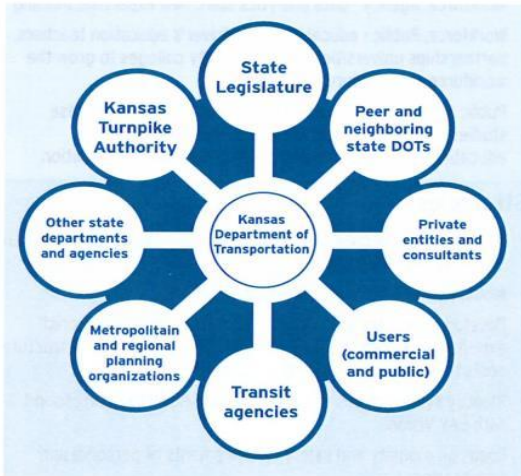 State
Legislature
Kansas
Turnpike
Authority
Peer and
neighboring
state DOTs
Other state
departments
and agencies
Kansas
Department of
Transportation
Private
entities and
consultants
Metropolitain
and regional
planning
organizations
Users
(commercial
and public)
Transit
agencies